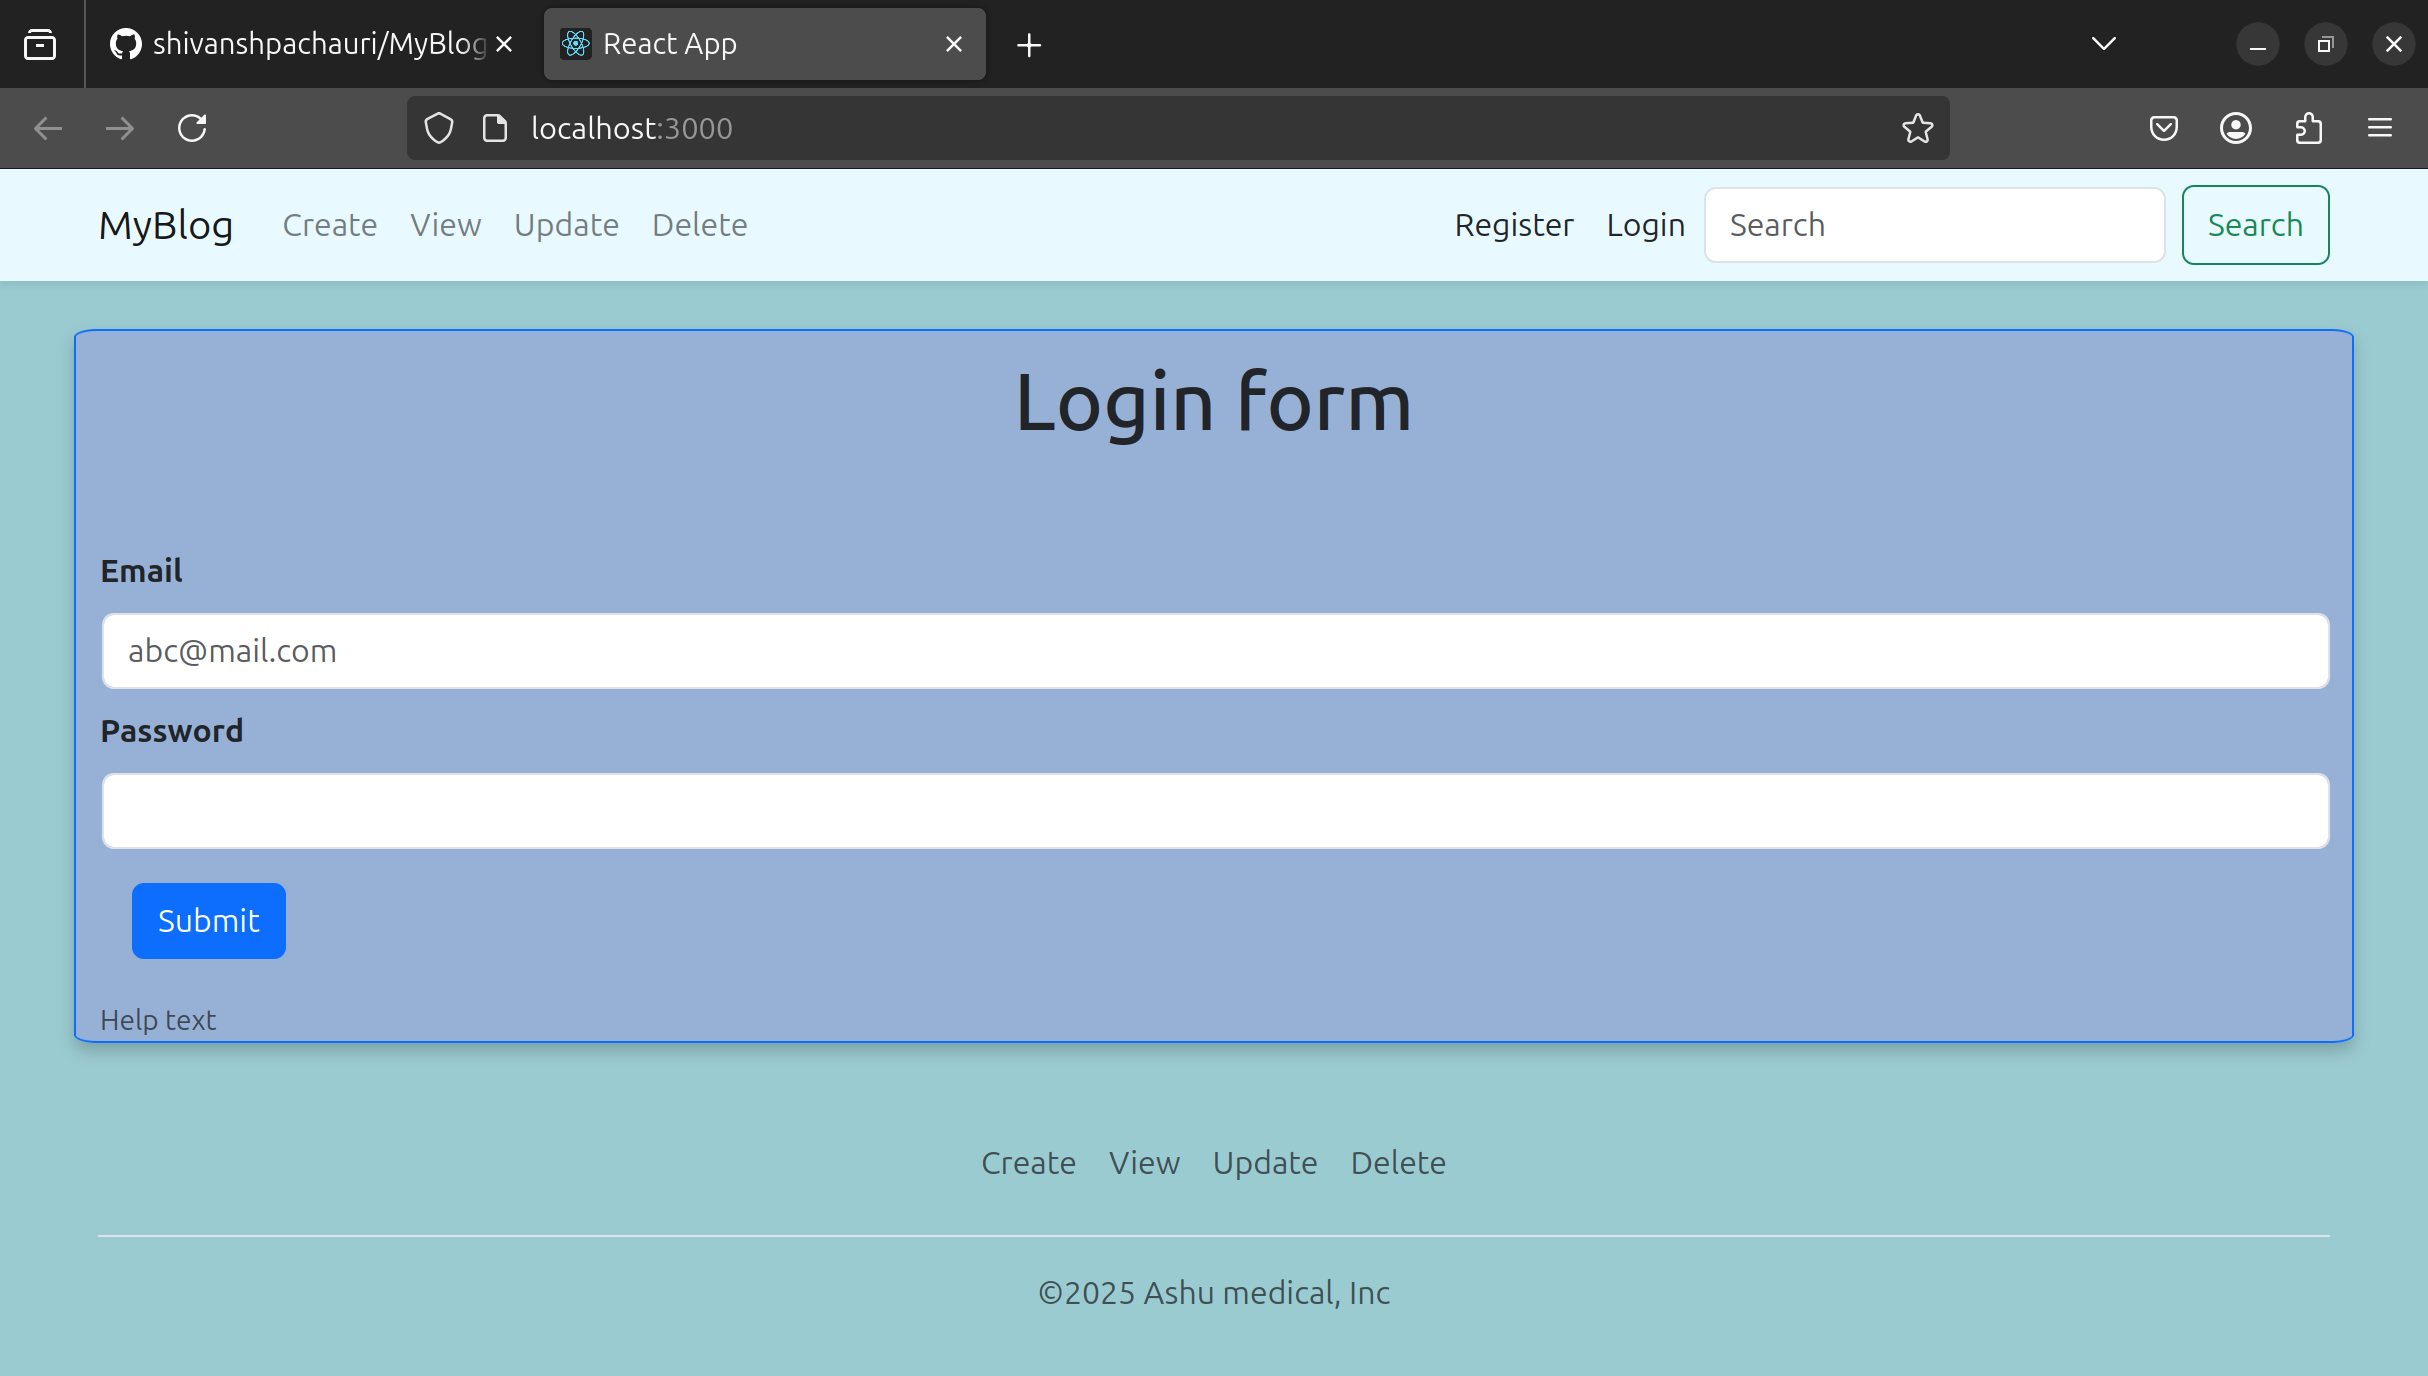 shivanshpachauri/MyBlog
React App
localhost:3000
MyBlog Create View Update Delete Register Login Search Search
Login form
Email
abc@mail.com
Password
Submit
Help text
Create View Update Delete
©2025 Ashu medical, Inc